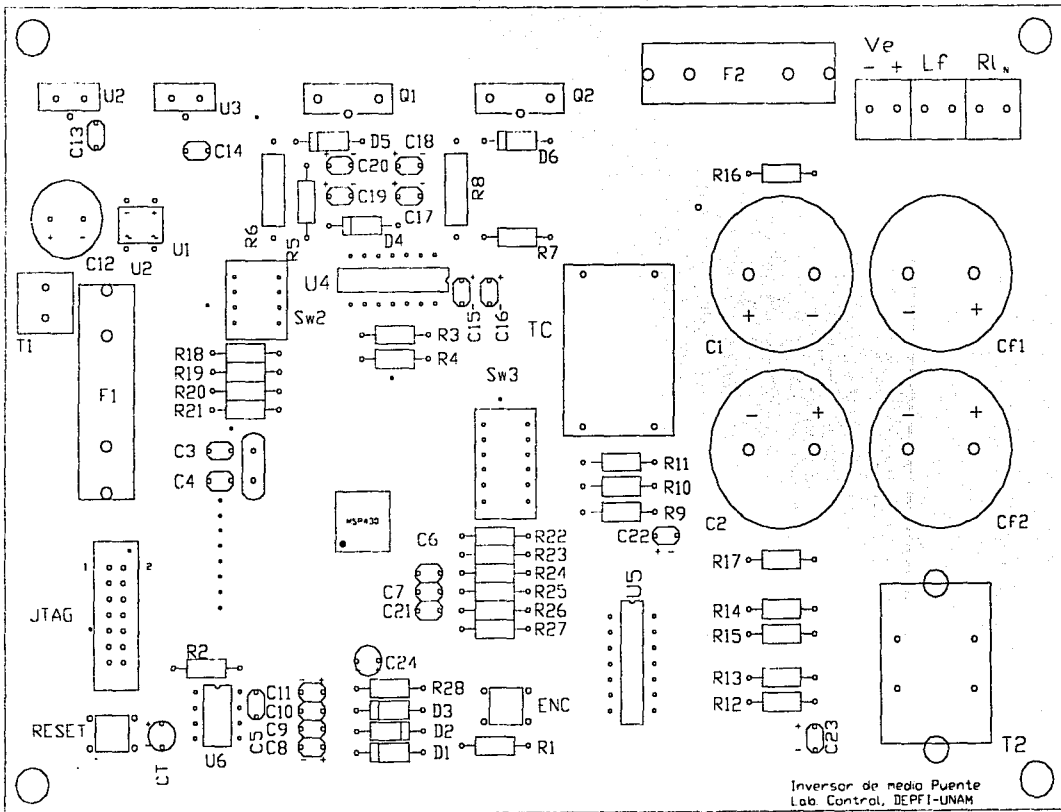 Ve
- + Lf Rl N
F2
U2 U3 Q1 Q2
C13 C14 D5 C18 D6
C20
R16
C19 R8
C17
R6 R5 D4 R7
U1
U2
C12
U4
T1
Sw2
C15 C16
TC
R3
R4
C1 Cf1
R18
R19
R20
R21
F1
Sw3
C3
C4
R11
R10
R9
C2 Cf2
MSP430
C6
C22
R22
R23
R24
R25
R26
R27
C7
C21
U5
R17
1 2
JTAG
R14
R15
R2
C24
R13
R12
C11
C10
C9
C8
R28
D3
D2
D1
ENC
RESET
CT
U6
C5
R1
C23
T2
Inversor de medio Puente
Lab. Control, DEPFI-UNAM